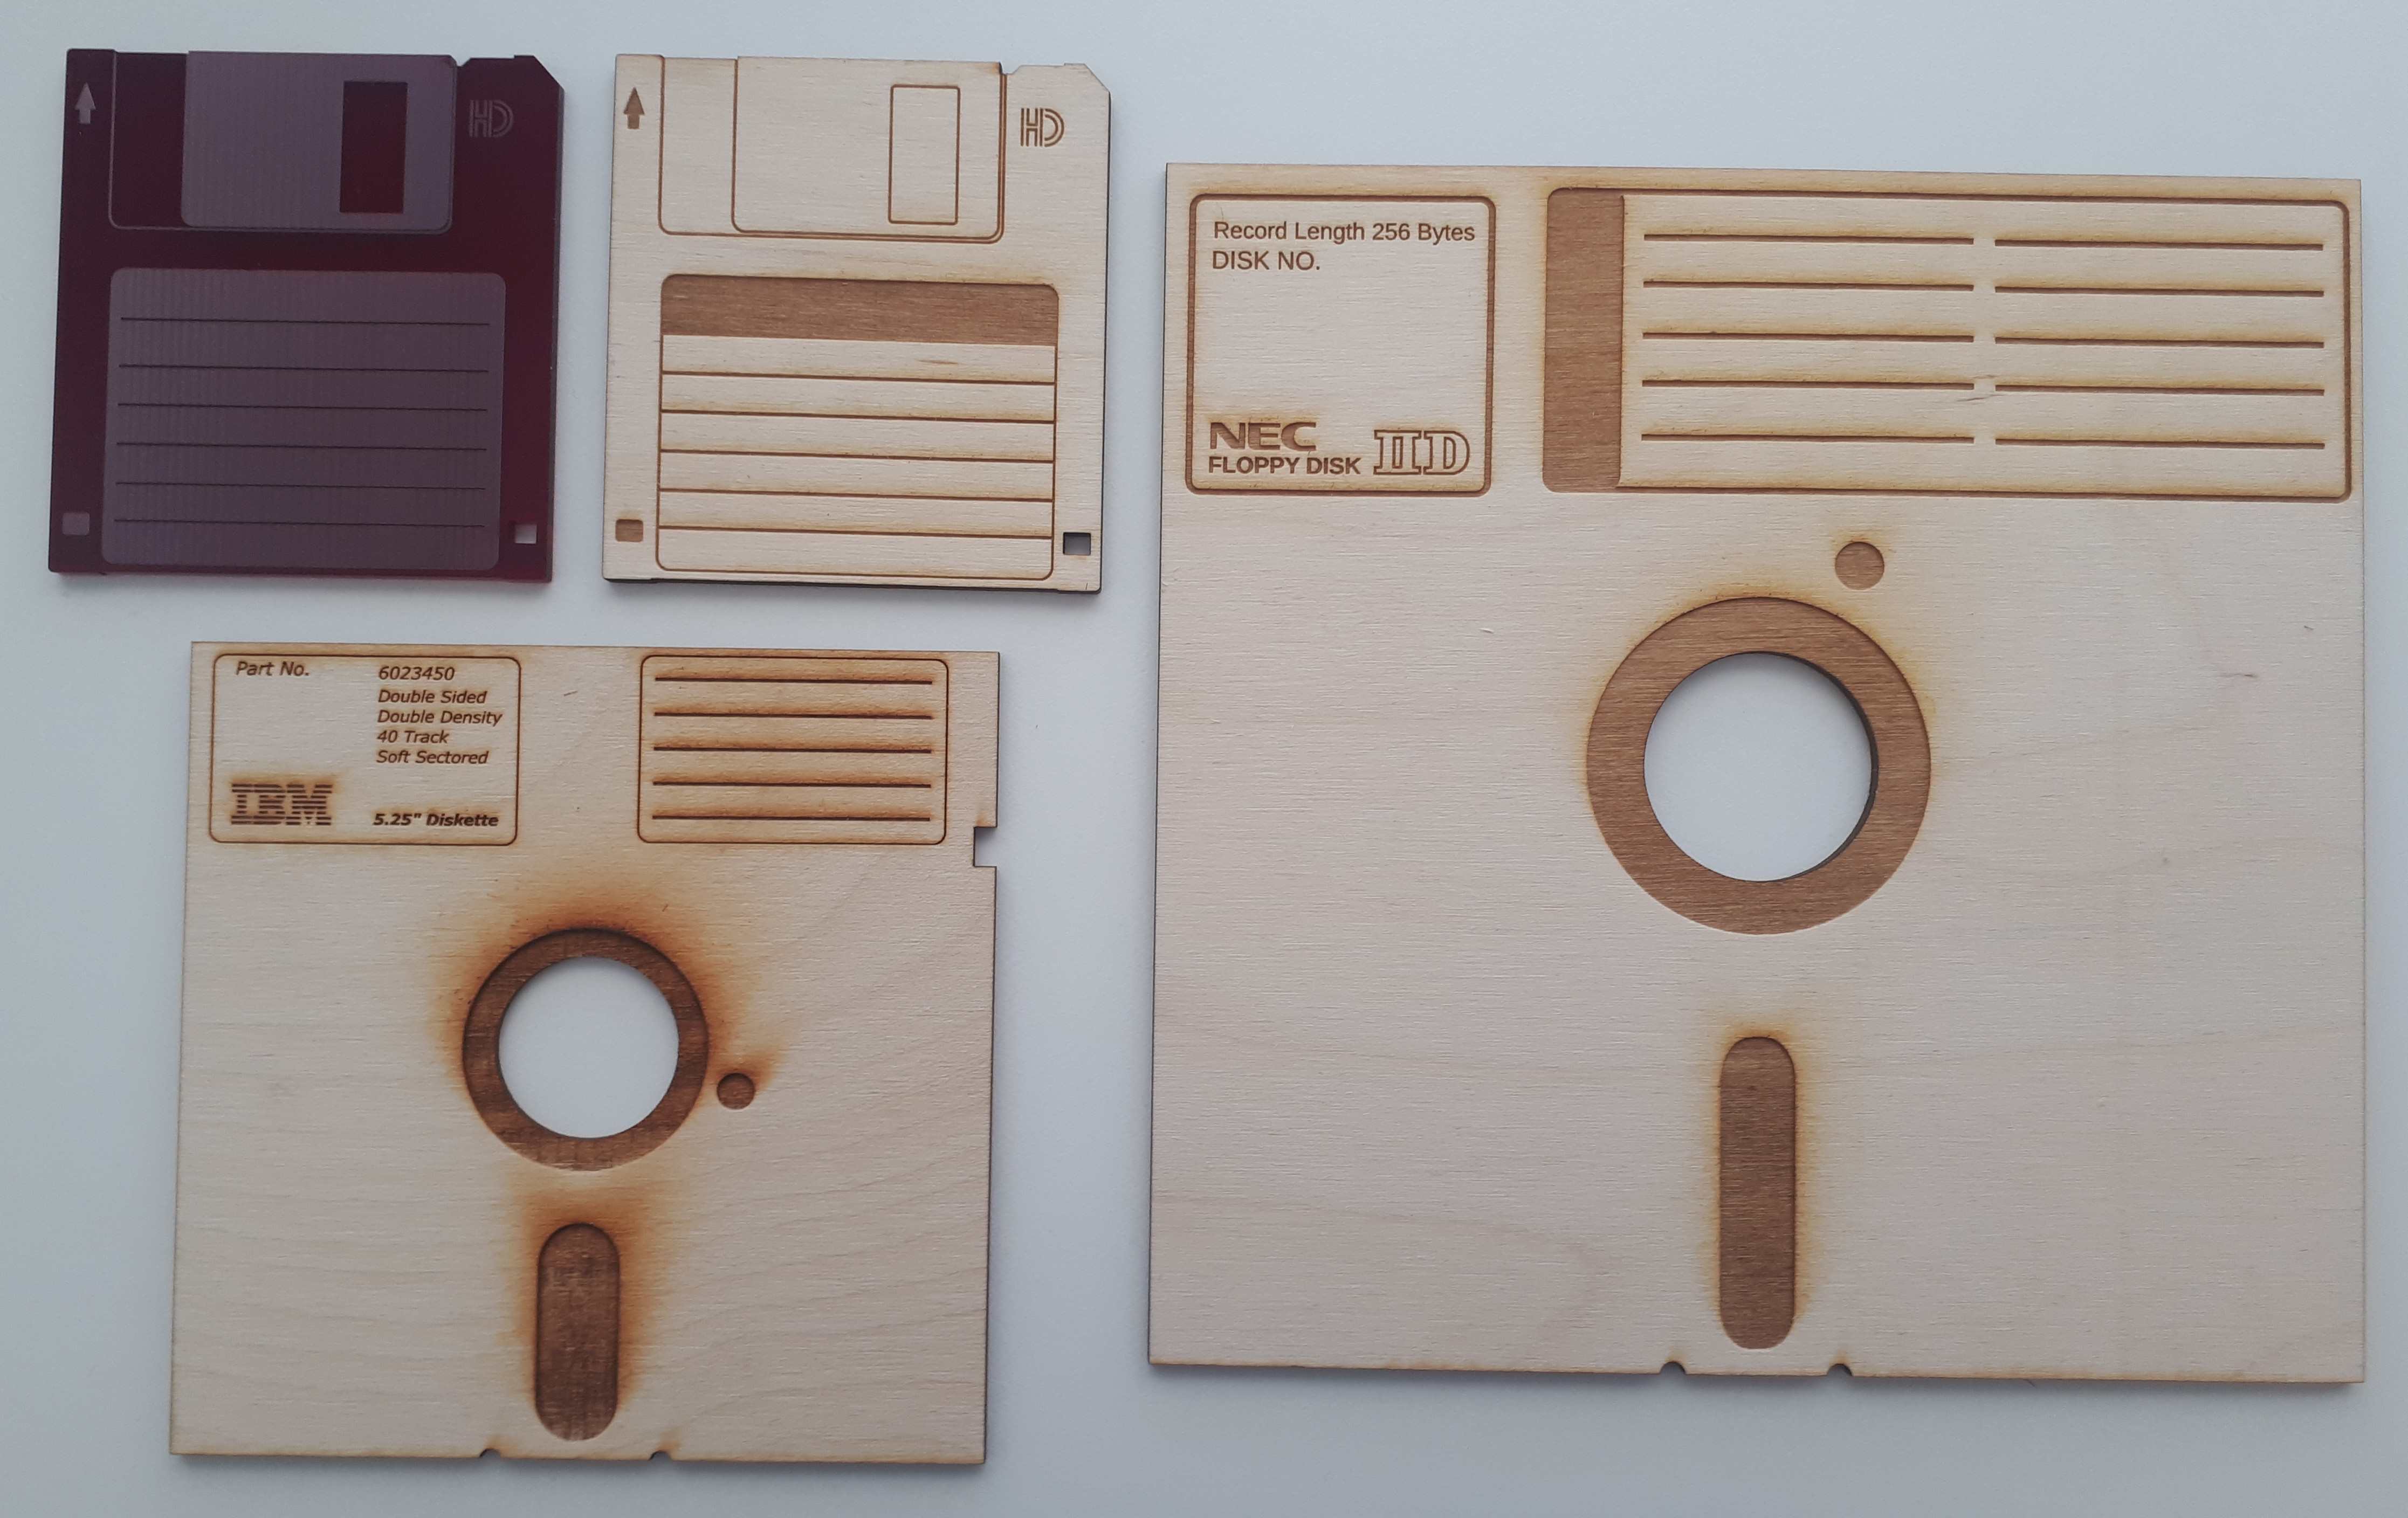 HD
HD
Record Length 256 Bytes
DISK NO.
NEC
FLOPPY DISK IID
Part No. 6023450
Double Sided
Double Density
40 Track
Soft Sectored
IBM 5.25" Diskette